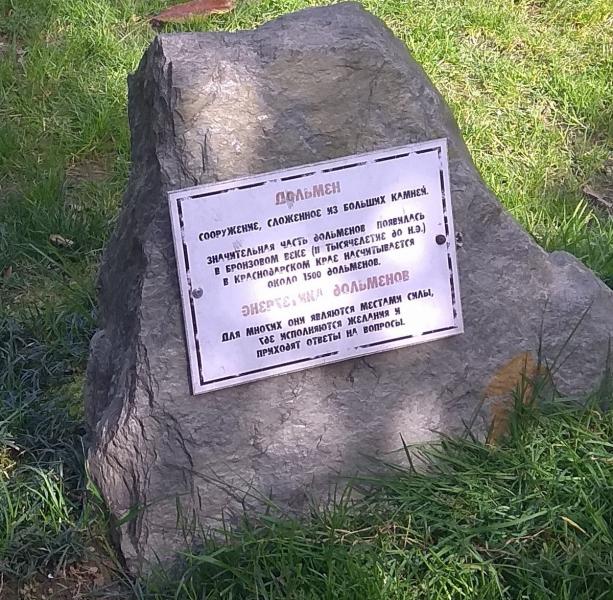 ДОЛЬМЕН
СООРУЖЕНИЕ, СЛОЖЕННОЕ ИЗ БОЛЬШИХ КАМНЕЙ.
ЗНАЧИТЕЛЬНАЯ ЧАСТЬ ДОЛЬМЕНОВ ПОЯВИЛАСЬ
В БРОНЗОВОМ ВЕКЕ (II ТЫСЯЧЕЛЕТИЕ ДО Н.Э.)
В КРАСНОДАРСКОМ КРАЕ НАСЧИТЫВАЕТСЯ
ОКОЛО 1500 ДОЛЬМЕНОВ.
ЭНЕРГЕТИКА ДОЛЬМЕНОВ
ДЛЯ МНОГИХ ОНИ ЯВЛЯЮТСЯ МЕСТАМИ СИЛЫ,
ГДЕ ИСПОЛНЯЮТСЯ ЖЕЛАНИЯ И
ПРИХОДЯТ ОТВЕТЫ НА ВОПРОСЫ.